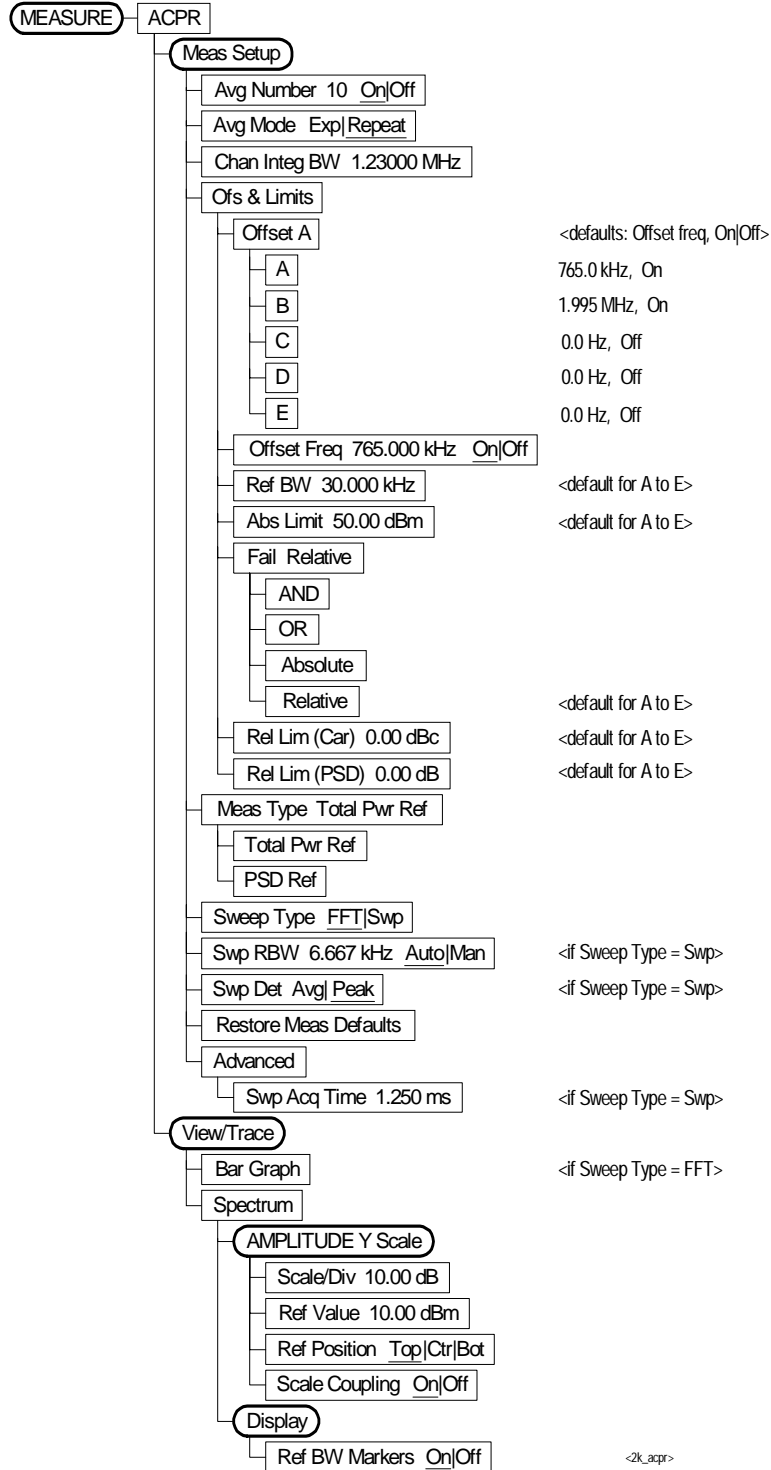 MEASURE ACPR
Meas Setup
Avg Number 10 On|Off
Avg Mode Exp|Repeat
Chan Integ BW 1.23000 MHz
Ofs & Limits
Offset A <defaults: Offset freq, On|Off>
A 765.0 kHz, On
B 1.995 MHz, On
C 0.0 Hz, Off
D 0.0 Hz, Off
E 0.0 Hz, Off
Offset Freq 765.000 kHz On|Off
Ref BW 30.000 kHz <default for A to E>
Abs Limit 50.00 dBm <default for A to E>
Fail Relative
AND
OR
Absolute
Relative <default for A to E>
Rel Lim (Car) 0.00 dBc <default for A to E>
Rel Lim (PSD) 0.00 dB <default for A to E>
Meas Type Total Pwr Ref
Total Pwr Ref
PSD Ref
Sweep Type FFT|Swp
Swp RBW 6.667 kHz Auto|Man <if Sweep Type = Swp>
Swp Det Avg|Peak <if Sweep Type = Swp>
Restore Meas Defaults
Advanced
Swp Acq Time 1.250 ms <if Sweep Type = Swp>
View/Trace
Bar Graph <if Sweep Type = FFT>
Spectrum
AMPLITUDE Y Scale
Scale/Div 10.00 dB
Ref Value 10.00 dBm
Ref Position Top|Ctr|Bot
Scale Coupling On|Off
Display
Ref BW Markers On|Off <2k_acpr>